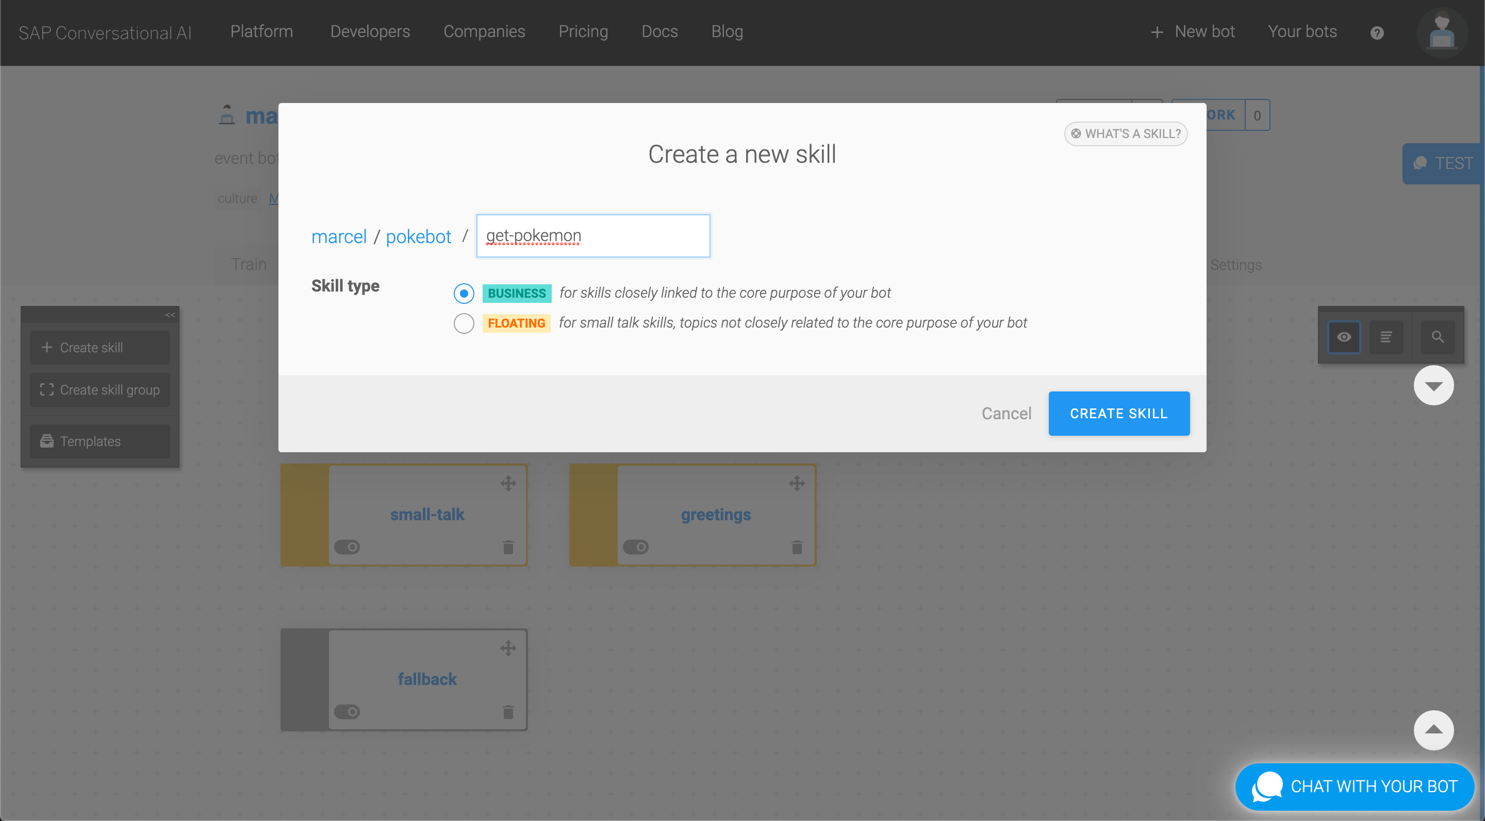 SAP Conversational AI Platform Developers Companies Pricing Docs Blog + New bot Your bots ?
ma
ORK 0
WHAT'S A SKILL?
Create a new skill
event bot
TEST
culture M
marcel / pokebot / get-pokemon
Train
Settings
Skill type
BUSINESS for skills closely linked to the core purpose of your bot
FLOATING for small talk skills, topics not closely related to the core purpose of your bot
<<
+ Create skill
Create skill group
Templates
Cancel CREATE SKILL
small-talk greetings
fallback
CHAT WITH YOUR BOT